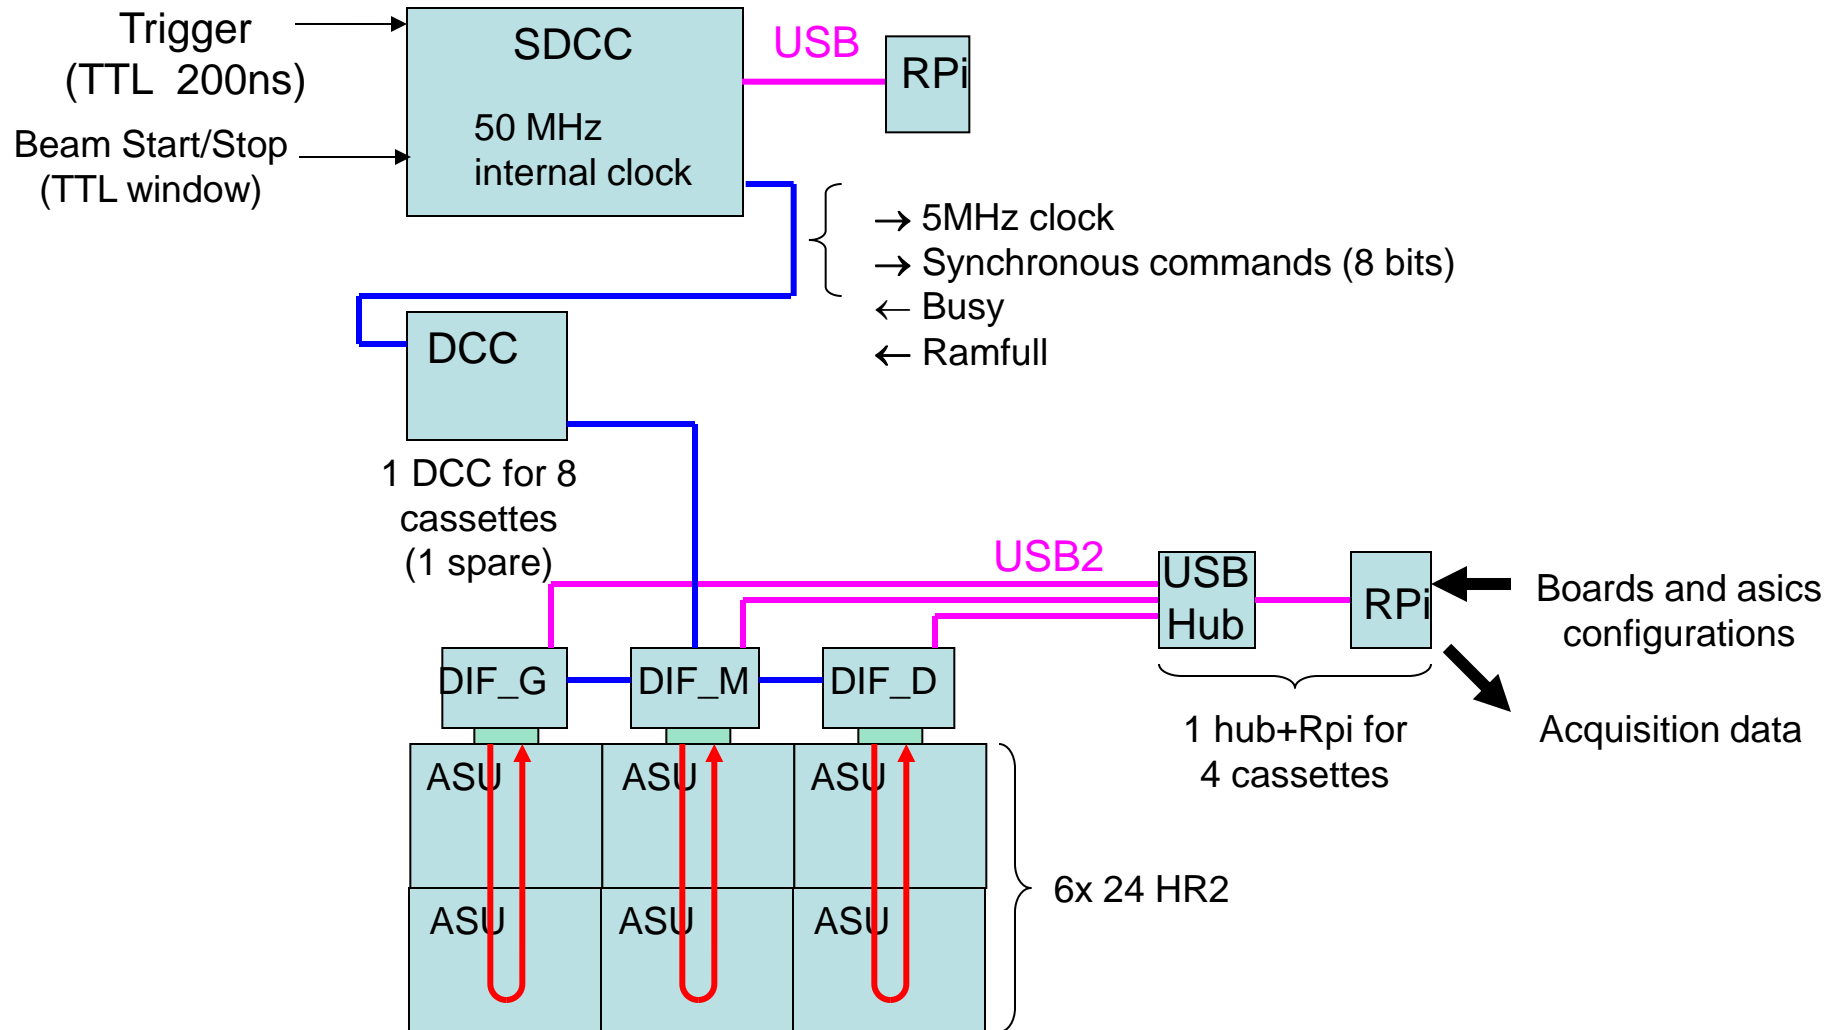 Trigger
(TTL  200ns)
Beam Start/Stop
(TTL window)
SDCC
50 MHz
internal clock
USB
RPi
→ 5MHz clock
→ Synchronous commands (8 bits)
← Busy
← Ramfull
DCC
1 DCC for 8
cassettes
(1 spare)
USB2
USB
Hub
RPi
Boards and asics
configurations
Acquisition data
1 hub+Rpi for
4 cassettes
DIF_G
DIF_M
DIF_D
ASU
ASU
ASU
ASU
ASU
ASU
6x 24 HR2